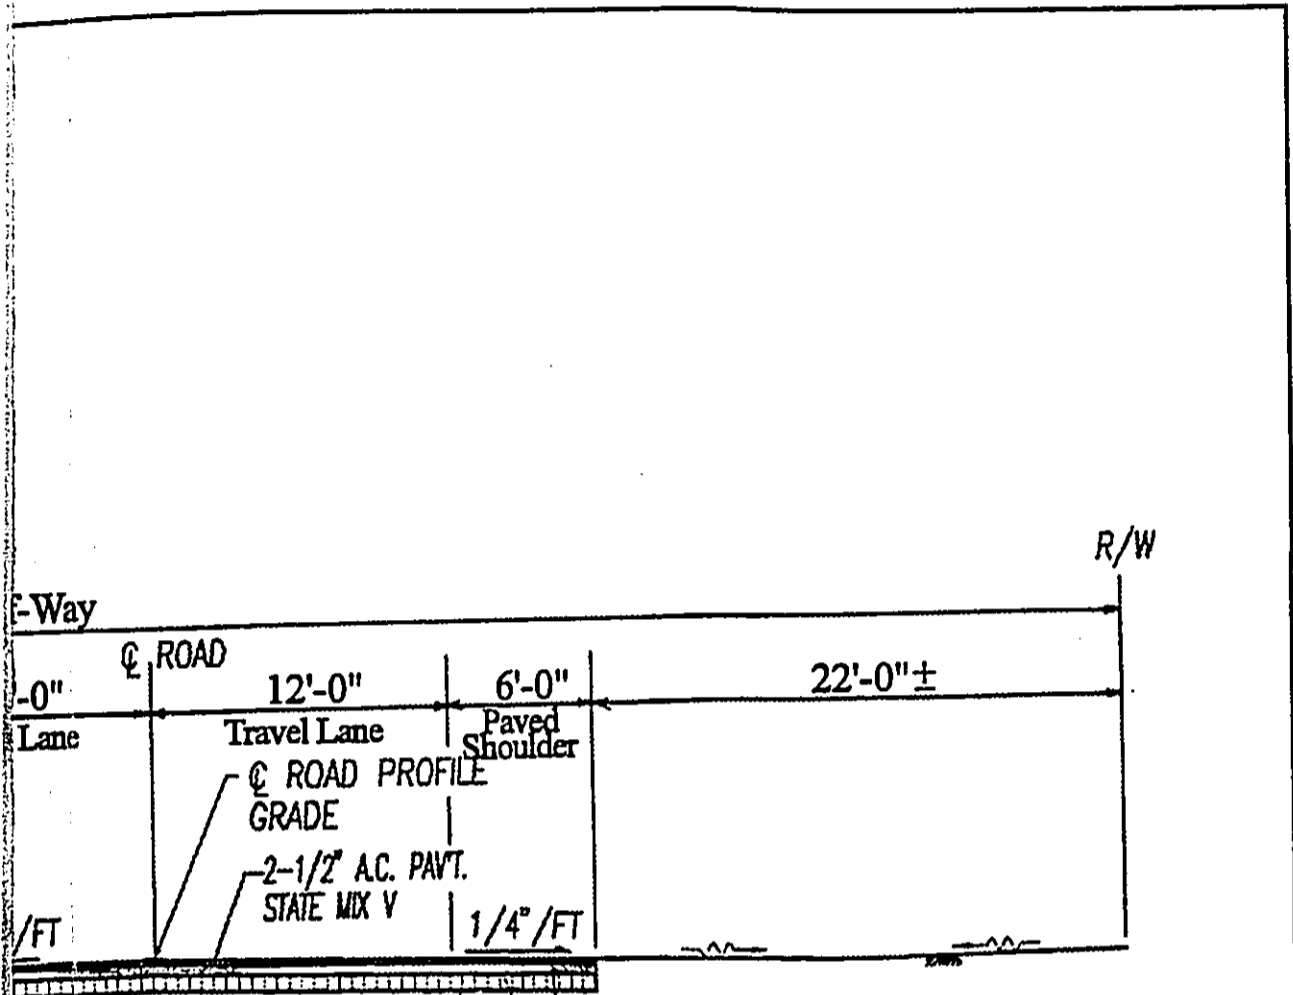 R/W
f-Way
℄ ROAD
'-0" 12'-0" 6'-0" 22'-0"±
Lane Travel Lane Paved
Shoulder
℄ ROAD PROFILE
GRADE
2-1/2" A.C. PAV'T.
STATE MIX V
/FT 1/4"/FT